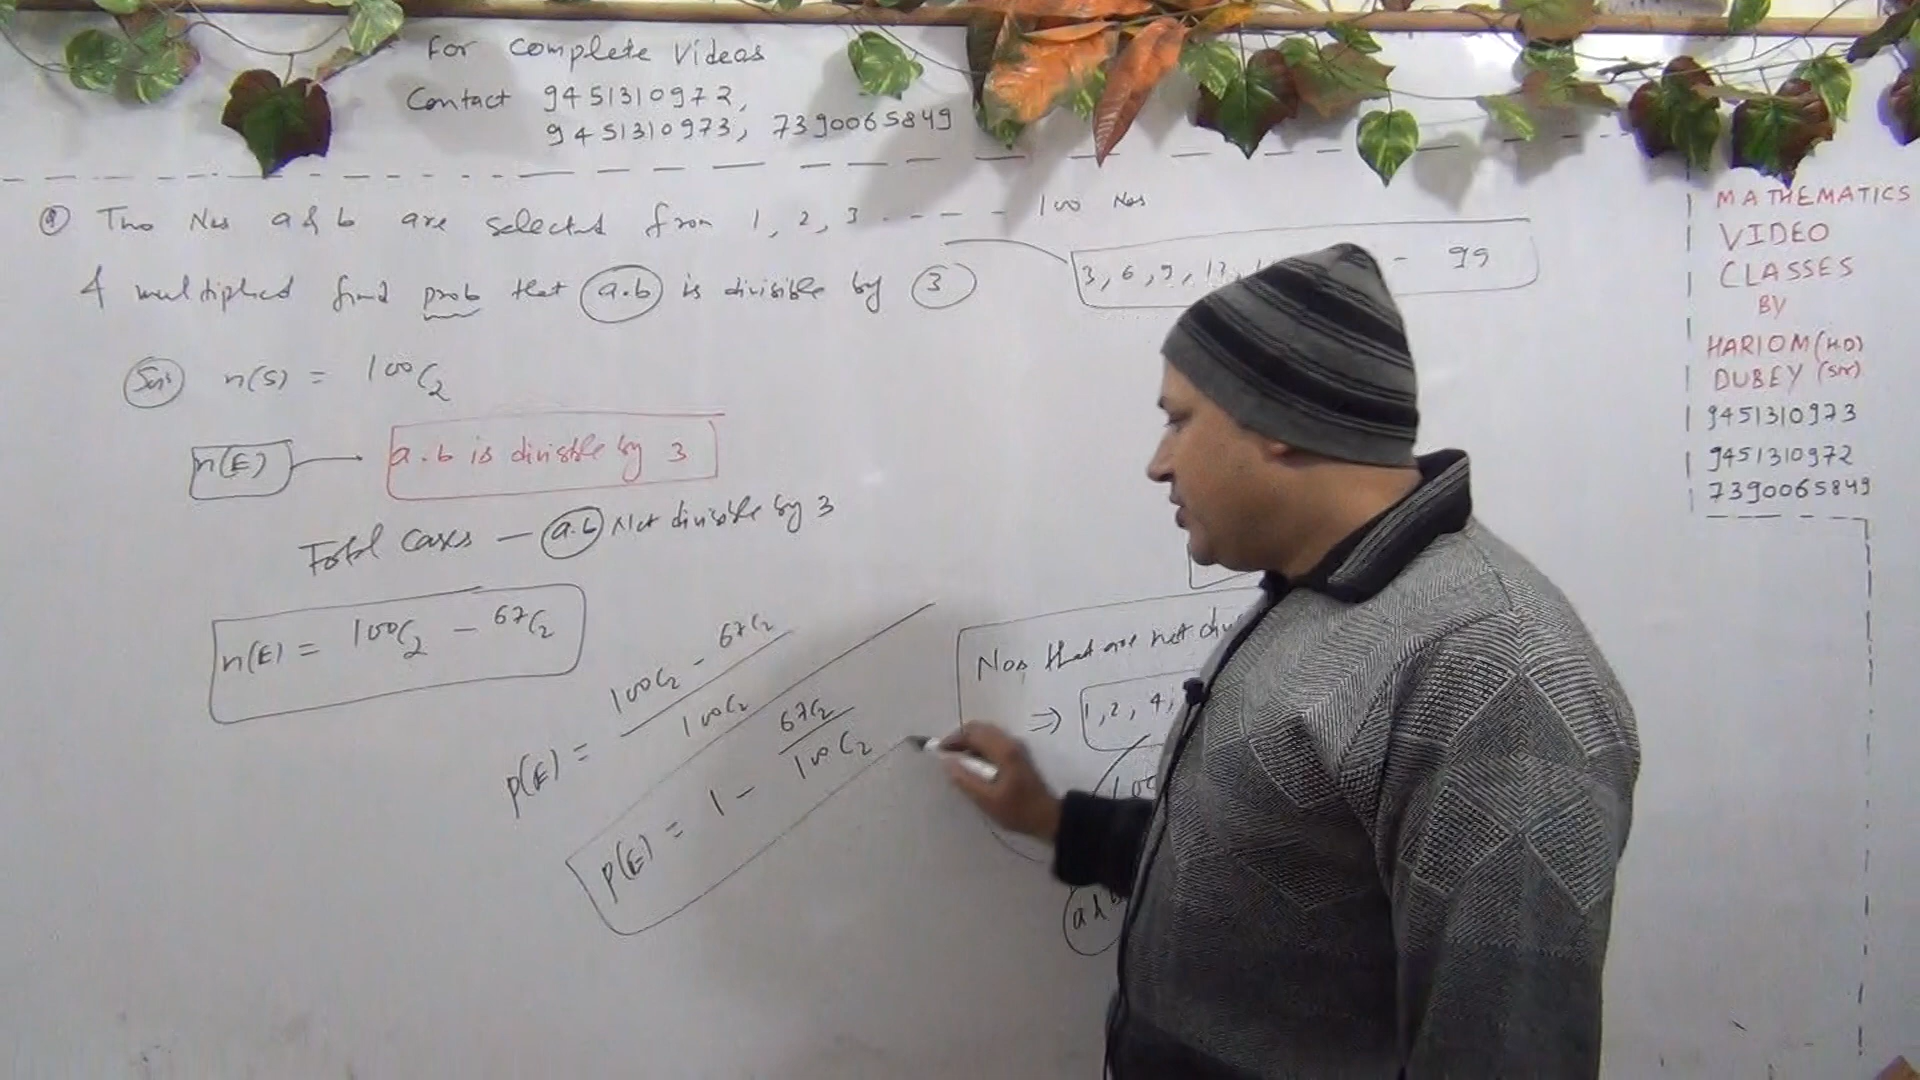 For Complete Videos
Contact 9451310972,
9451310973, 7390065849
Two Nos a & b are selected from 1, 2, 3 - - - - - 100 Nos
& multiplied find prob that a.b is divisible by 3
3, 6, 9, 12, - 99
Soln n(S) = 100C2
n(E) → a.b is divisible by 3
Total Cases — a.b Not divisible by 3
n(E) = 100C2 - 67C2
P(E) = 100C2 - 67C2 / 100C2
P(E) = 1 - 67C2 / 100C2
Nos that are not
⇒ 1, 2, 4,
a &
MATHEMATICS
VIDEO
CLASSES
BY
HARIOM (H.D)
DUBEY (Sir)
9451310973
9451310972
7390065849